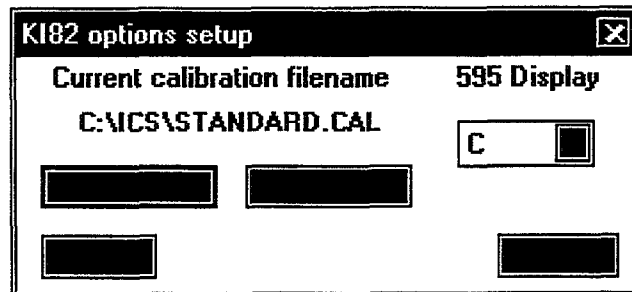 KI82 options setup
Current calibration filename 595 Display
C:\ICS\STANDARD.CAL
C